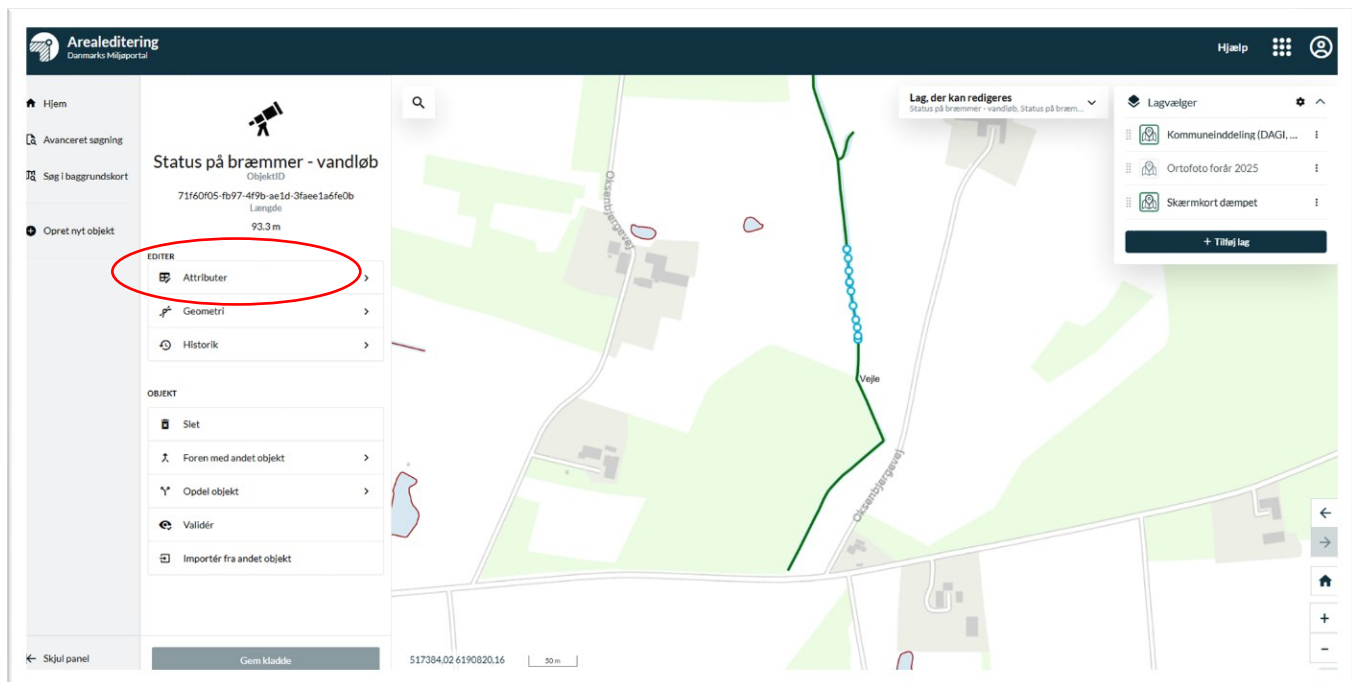 Arealeditering
Danmarks Miljøportal
Hjælp
Hjem
Avanceret søgning
Søg i baggrundskort
Opret nyt objekt
Skjul panel
Status på bræmmer - vandløb
ObjektID
71f60f05-fb97-4f9b-ae1d-3faee1a6fe0b
Længde
93.3 m
EDITER
Attributer
Geometri
Historik
OBJEKT
Slet
Foren med andet objekt
Opdel objekt
Validér
Importér fra andet objekt
Gem kladde
Oksenbjergevej
Vejle
Oksenbjergevej
517384,02 6190820,16
50 m
Lag, der kan redigeres
Status på bræmmer - vandløb, Status på bræm...
Lagvælger
Kommuneinddeling (DAGI, ...
Ortofoto forår 2025
Skærmkort dæmpet
+ Tilføj lag